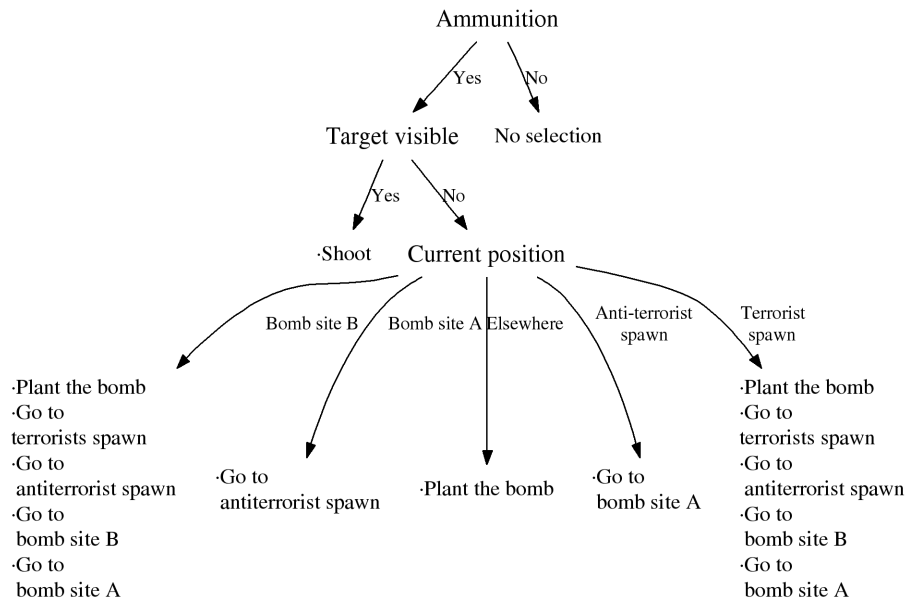 Ammunition
Yes
No
Target visible
No selection
Yes
No
·Shoot
Current position
Bomb site B
Bomb site A
Elsewhere
Anti-terrorist
spawn
Terrorist
spawn
·Plant the bomb
·Go to
terrorists spawn
·Go to
antiterrorist spawn
·Go to
bomb site B
·Go to
bomb site A
·Go to
antiterrorist spawn
·Plant the bomb
·Go to
bomb site A
·Plant the bomb
·Go to
terrorists spawn
·Go to
antiterrorist spawn
·Go to
bomb site B
·Go to
bomb site A